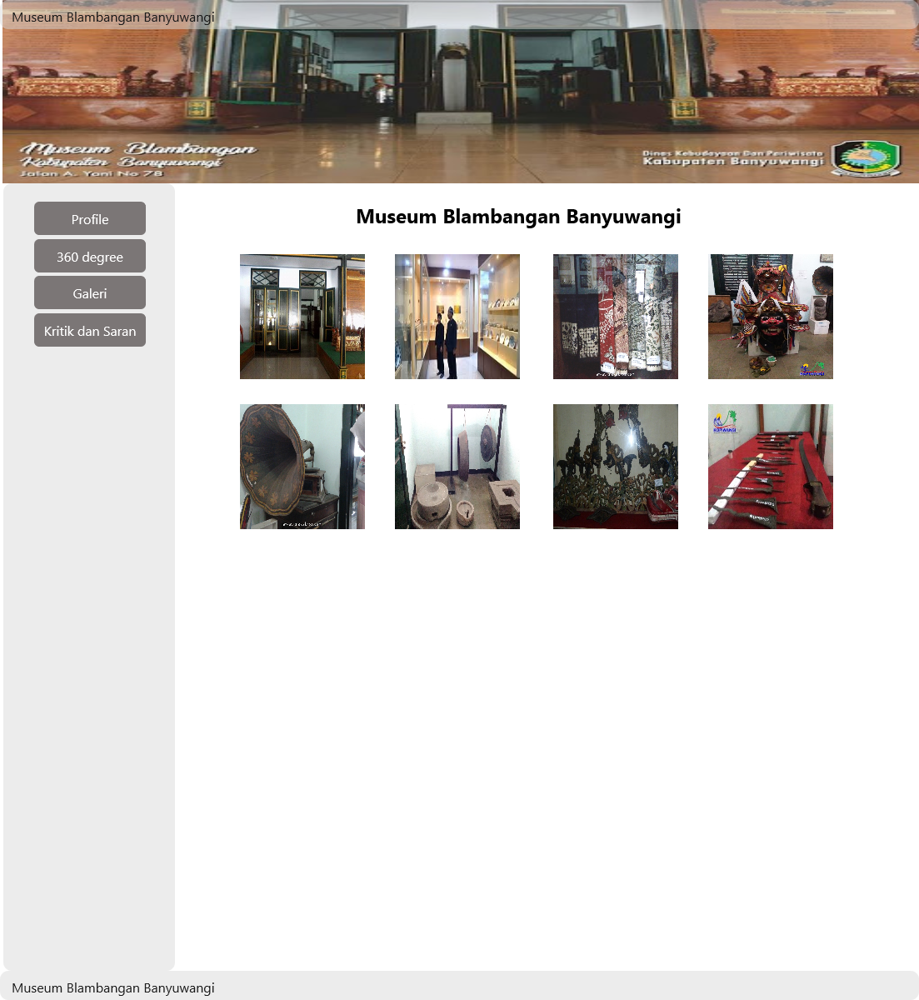 Museum Blambangan Banyuwangi
Museum Blambangan
Kabupaten Banyuwangi
Jalan A. Yani No 78
Dinas Kebudayaan Dan Pariwisata
Kabupaten Banyuwangi
Profile
360 degree
Galeri
Kritik dan Saran
Museum Blambangan Banyuwangi
Museum Blambangan Banyuwangi